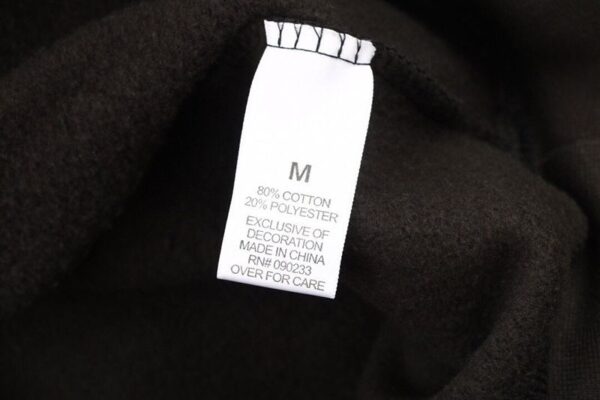 M
80% COTTON
20% POLYESTER
EXCLUSIVE OF
DECORATION
MADE IN CHINA
RN# 090233
OVER FOR CARE